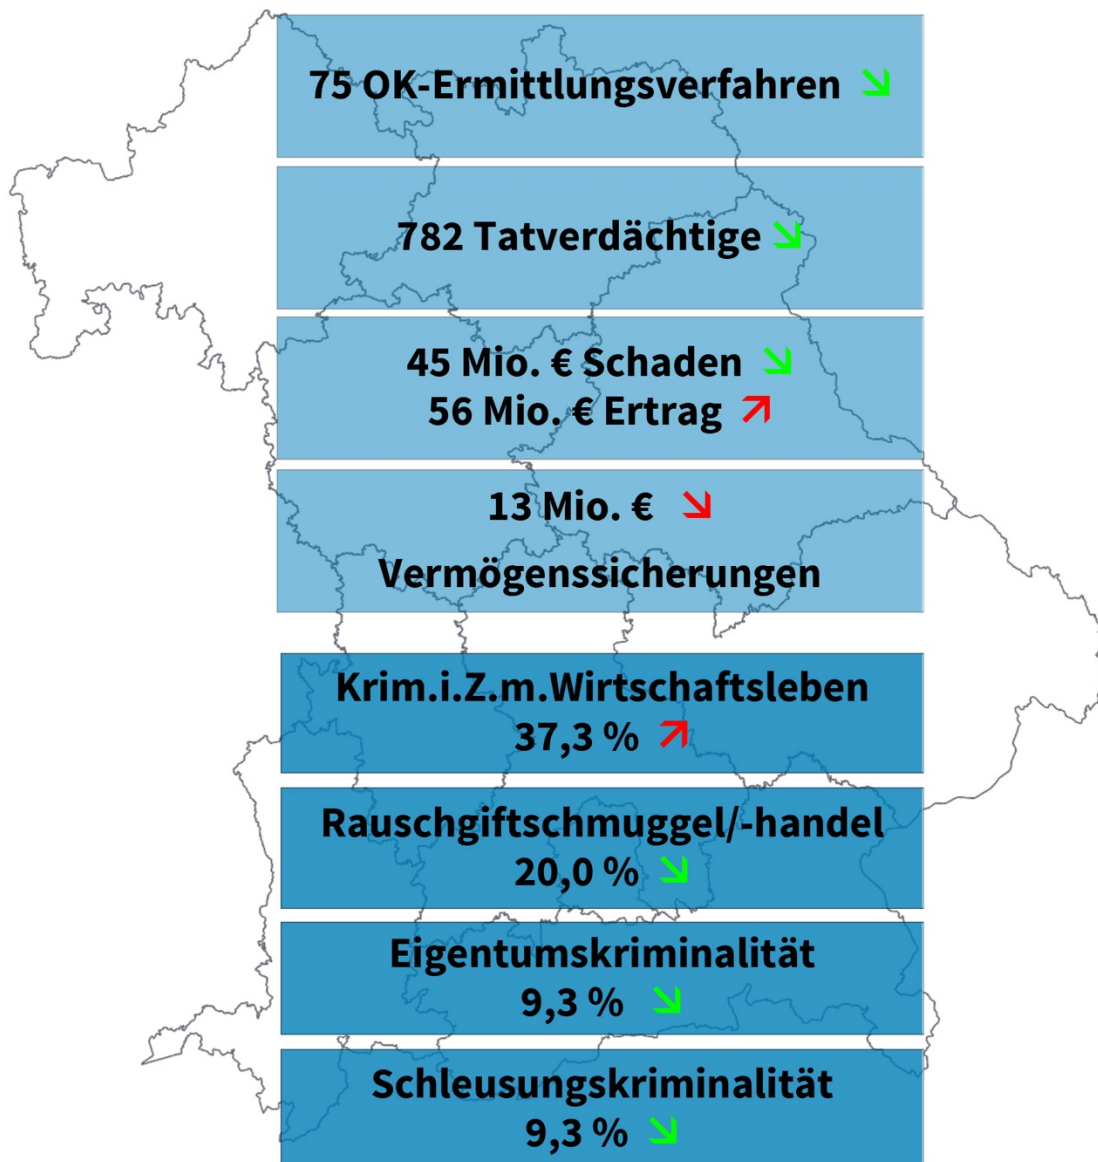 75 OK-Ermittlungsverfahren
782 Tatverdächtige
45 Mio. € Schaden
56 Mio. € Ertrag
13 Mio. €
Vermögenssicherungen
Krim.i.Z.m.Wirtschaftsleben
37,3 %
Rauschgiftschmuggel/-handel
20,0 %
Eigentumskriminalität
9,3 %
Schleusungskriminalität
9,3 %